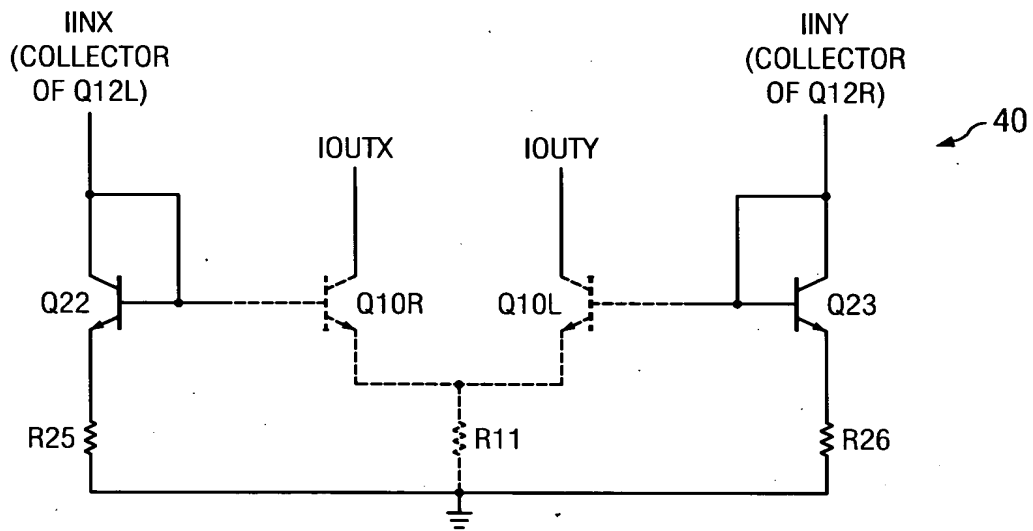 IINX
(COLLECTOR
OF Q12L)
IINY
(COLLECTOR
OF Q12R)
40
IOUTX
IOUTY
Q22
Q10R
Q10L
Q23
R25
R11
R26